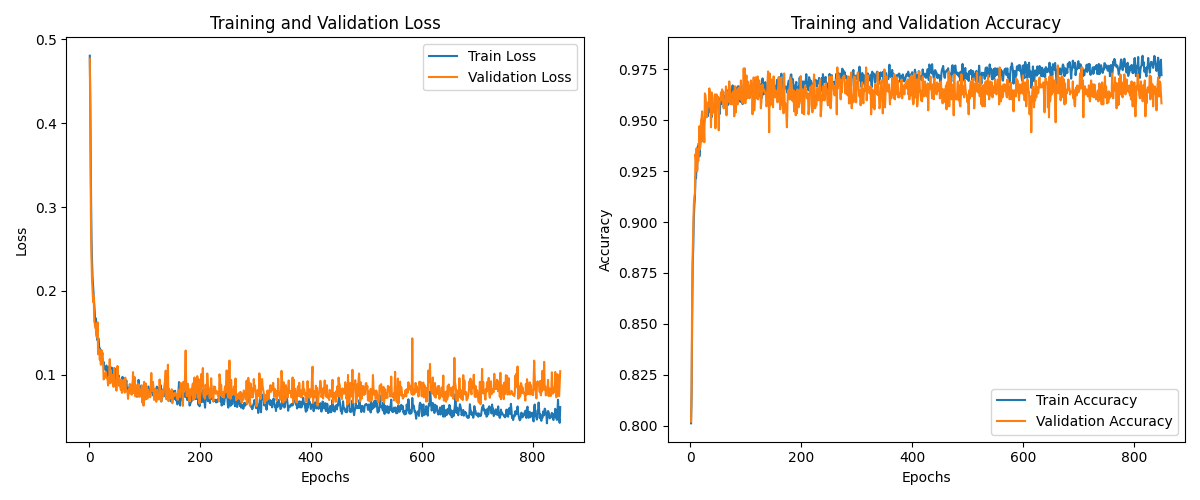 Training and Validation Loss
0.5
0.4
0.3
0.2
0.1
Loss
0
200
400
600
800
Epochs
Train Loss
Validation Loss
Training and Validation Accuracy
0.975
0.950
0.925
0.900
0.875
0.850
0.825
0.800
Accuracy
0
200
400
600
800
Epochs
Train Accuracy
Validation Accuracy